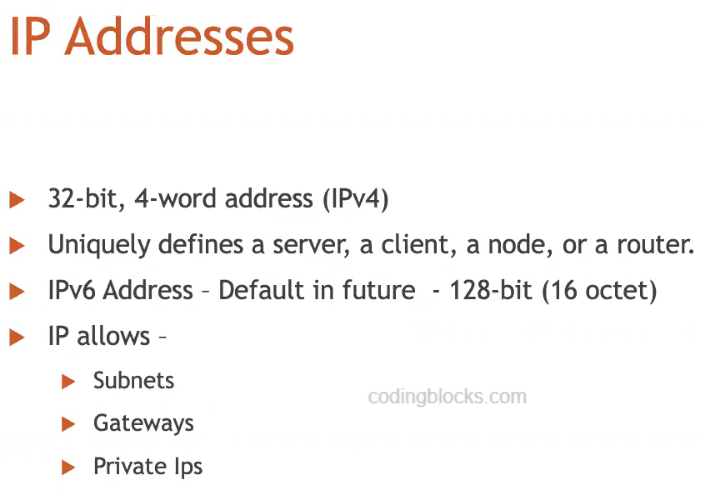 IP Addresses
32-bit, 4-word address (IPv4)
Uniquely defines a server, a client, a node, or a router.
IPv6 Address – Default in future - 128-bit (16 octet)
IP allows –
Subnets
codingblocks.com
Gateways
Private Ips